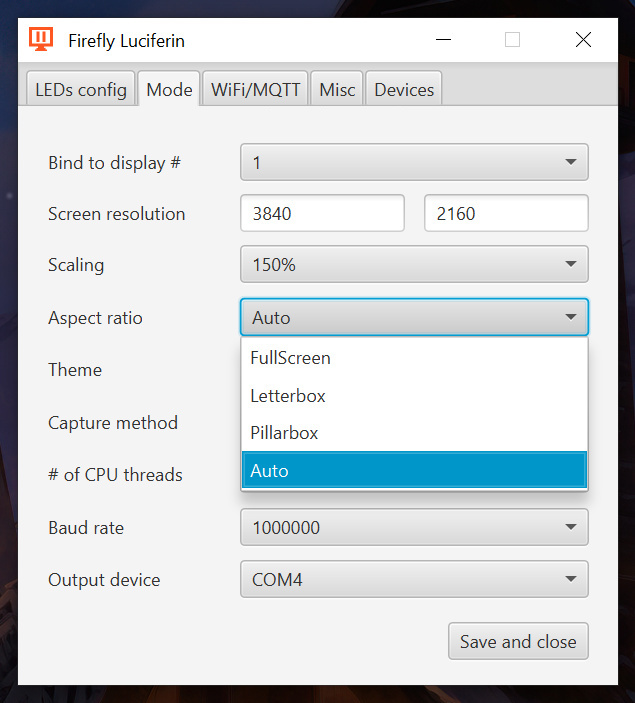 Firefly Luciferin
LEDs config Mode WiFi/MQTT Misc Devices
Bind to display # 1
Screen resolution 3840 2160
Scaling 150%
Aspect ratio Auto
FullScreen
Theme
Letterbox
Capture method
Pillarbox
# of CPU threads
Auto
Baud rate 1000000
Output device COM4
Save and close